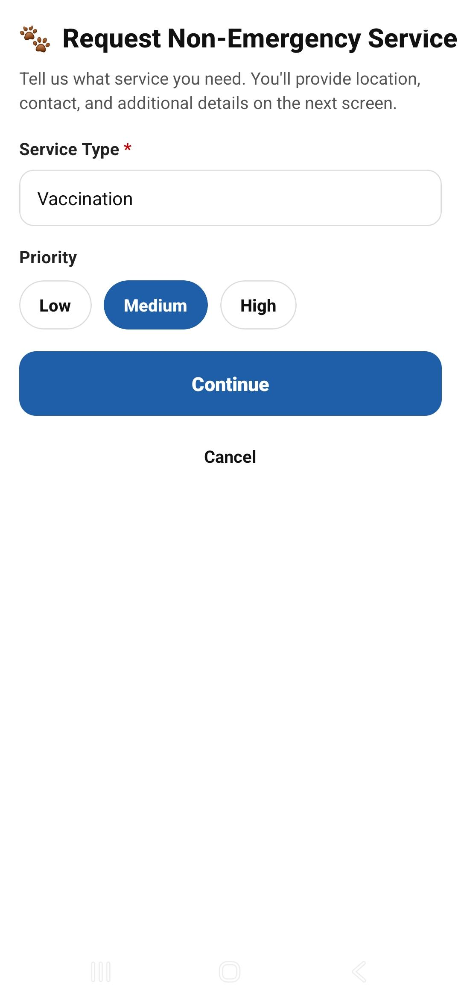 Request Non-Emergency Service
Tell us what service you need. You'll provide location,
contact, and additional details on the next screen.
Service Type *
Vaccination
Priority
Low Medium High
Continue
Cancel